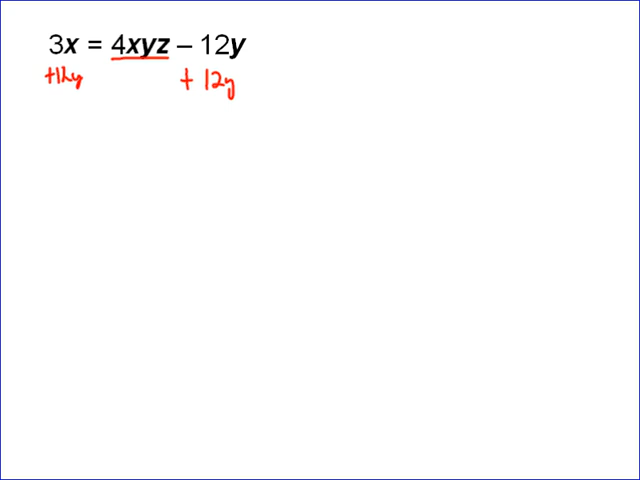 3x = 4xyz – 12y
+12y + 12y